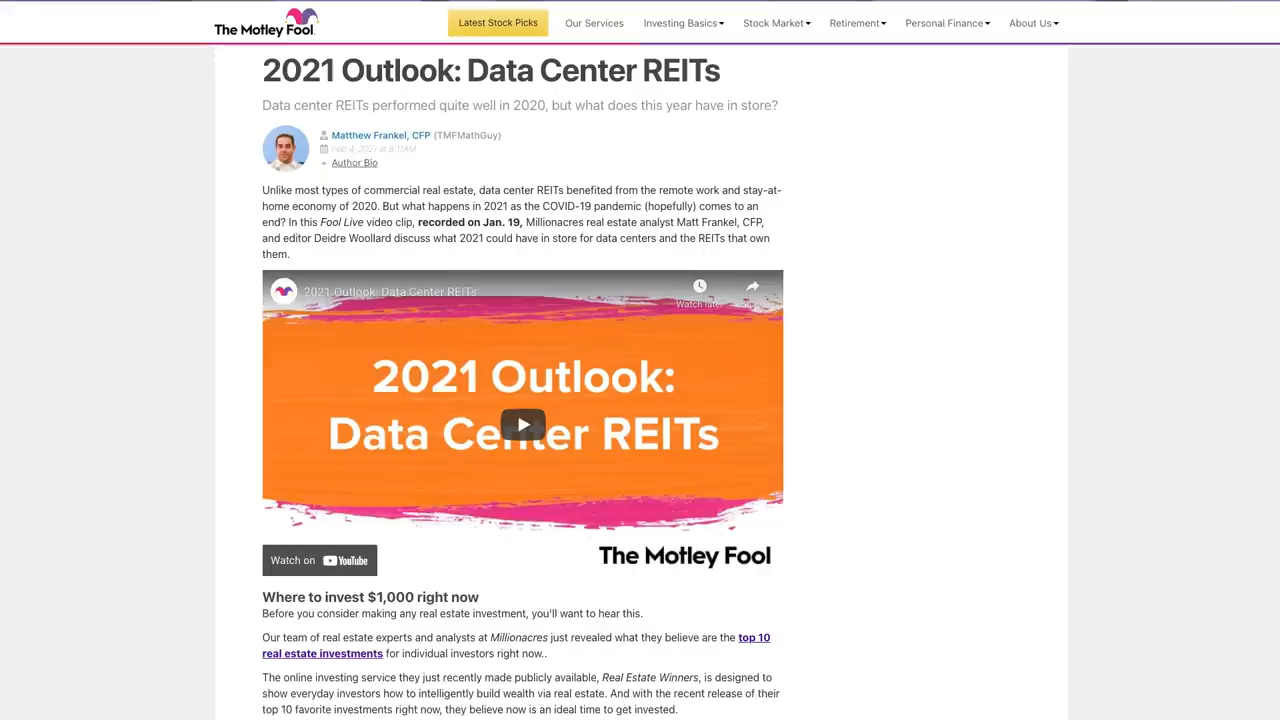 The Motley Fool
Latest Stock Picks
Our Services
Investing Basics
Stock Market
Retirement
Personal Finance
About Us
2021 Outlook: Data Center REITs
Data center REITs performed quite well in 2020, but what does this year have in store?
Matthew Frankel, CFP (TMFMathGuy)
Feb 4, 2021 at 8:11AM
Author Bio
Unlike most types of commercial real estate, data center REITs benefited from the remote work and stay-at-
home economy of 2020. But what happens in 2021 as the COVID-19 pandemic (hopefully) comes to an
end? In this Fool Live video clip, recorded on Jan. 19, Millionacres real estate analyst Matt Frankel, CFP,
and editor Deidre Woollard discuss what 2021 could have in store for data centers and the REITs that own
them.
2021 Outlook: Data Center REITs
Watch later
2021 Outlook:
Data Center REITs
Watch on YouTube
The Motley Fool
Where to invest $1,000 right now
Before you consider making any real estate investment, you'll want to hear this.
Our team of real estate experts and analysts at Millionacres just revealed what they believe are the top 10
real estate investments for individual investors right now..
The online investing service they just recently made publicly available, Real Estate Winners, is designed to
show everyday investors how to intelligently build wealth via real estate. And with the recent release of their
top 10 favorite investments right now, they believe now is an ideal time to get invested.